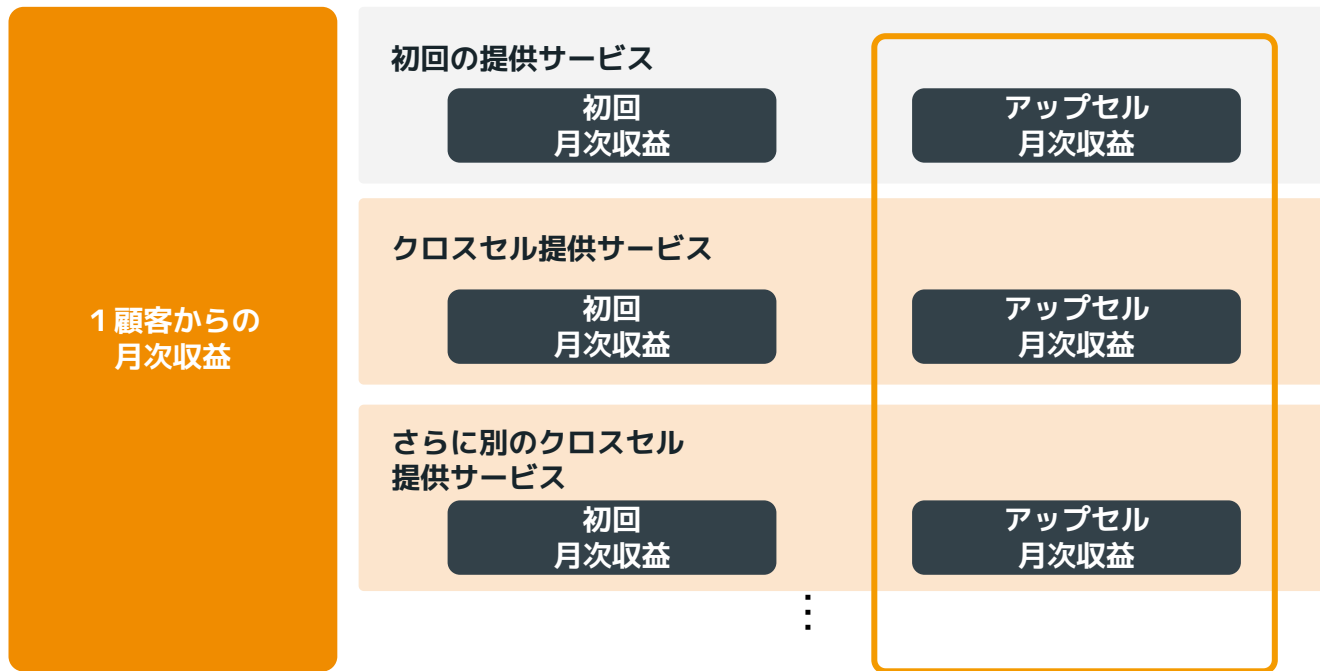 1顧客からの
月次収益
初回の提供サービス
初回
月次収益
アップセル
月次収益
クロスセル提供サービス
初回
月次収益
アップセル
月次収益
さらに別のクロスセル
提供サービス
初回
月次収益
アップセル
月次収益
⋮